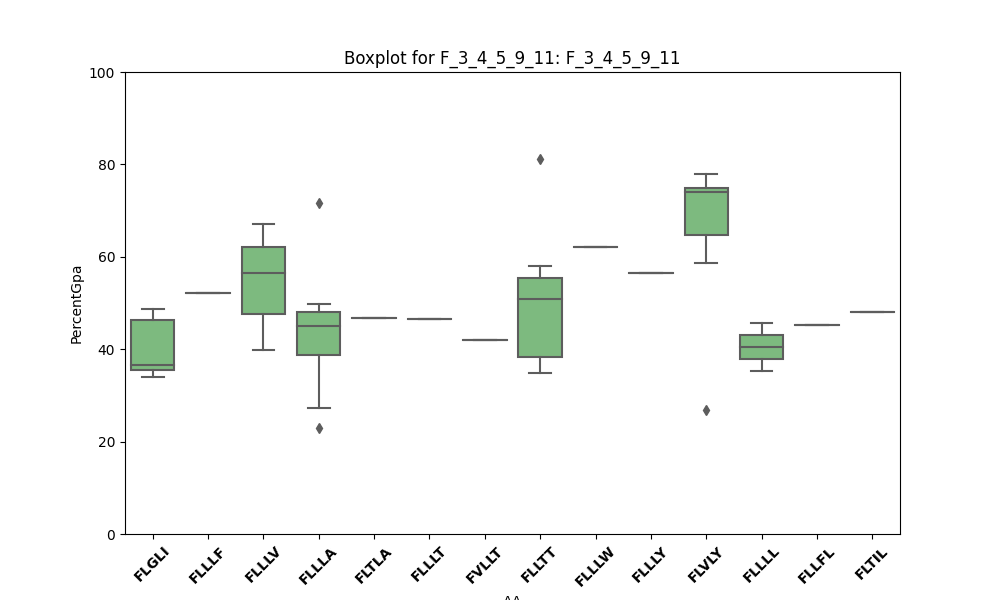 Boxplot for F_3_4_5_9_11: F_3_4_5_9_11
100
80
60
40
20
0
PercentGpa
FLGLI
FLLLF
FLLLV
FLLLA
FLTLA
FLLLT
FVLLT
FLLTT
FLLLW
FLLLY
FLVLY
FLLLL
FLLFL
FLTIL
AA